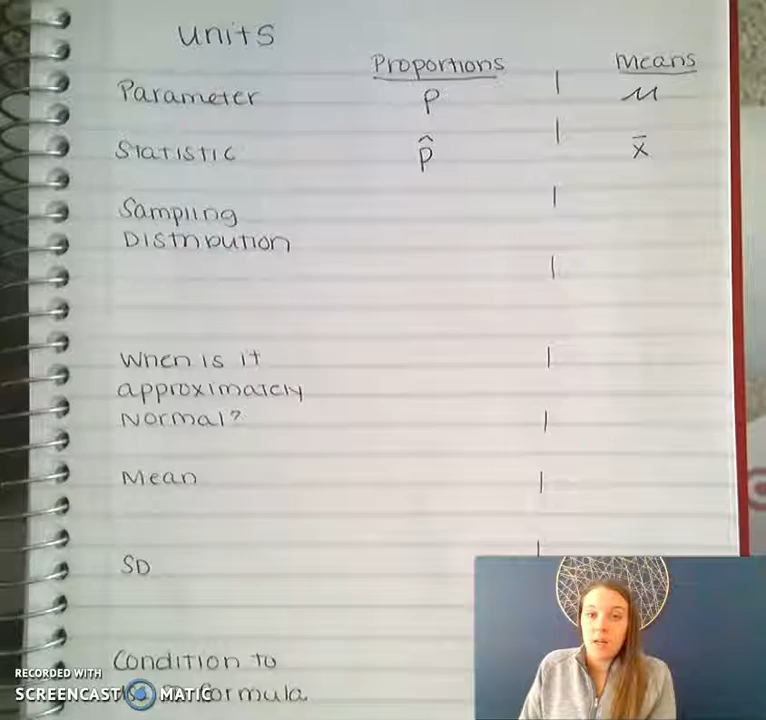 units
Proportions | Means
Parameter p | μ
Statistic p̂ | x̄
Sampling
Distribution
When is it
approximately
Normal?
Mean
SD
Condition to
formula
RECORDED WITH
SCREENCAST MATIC